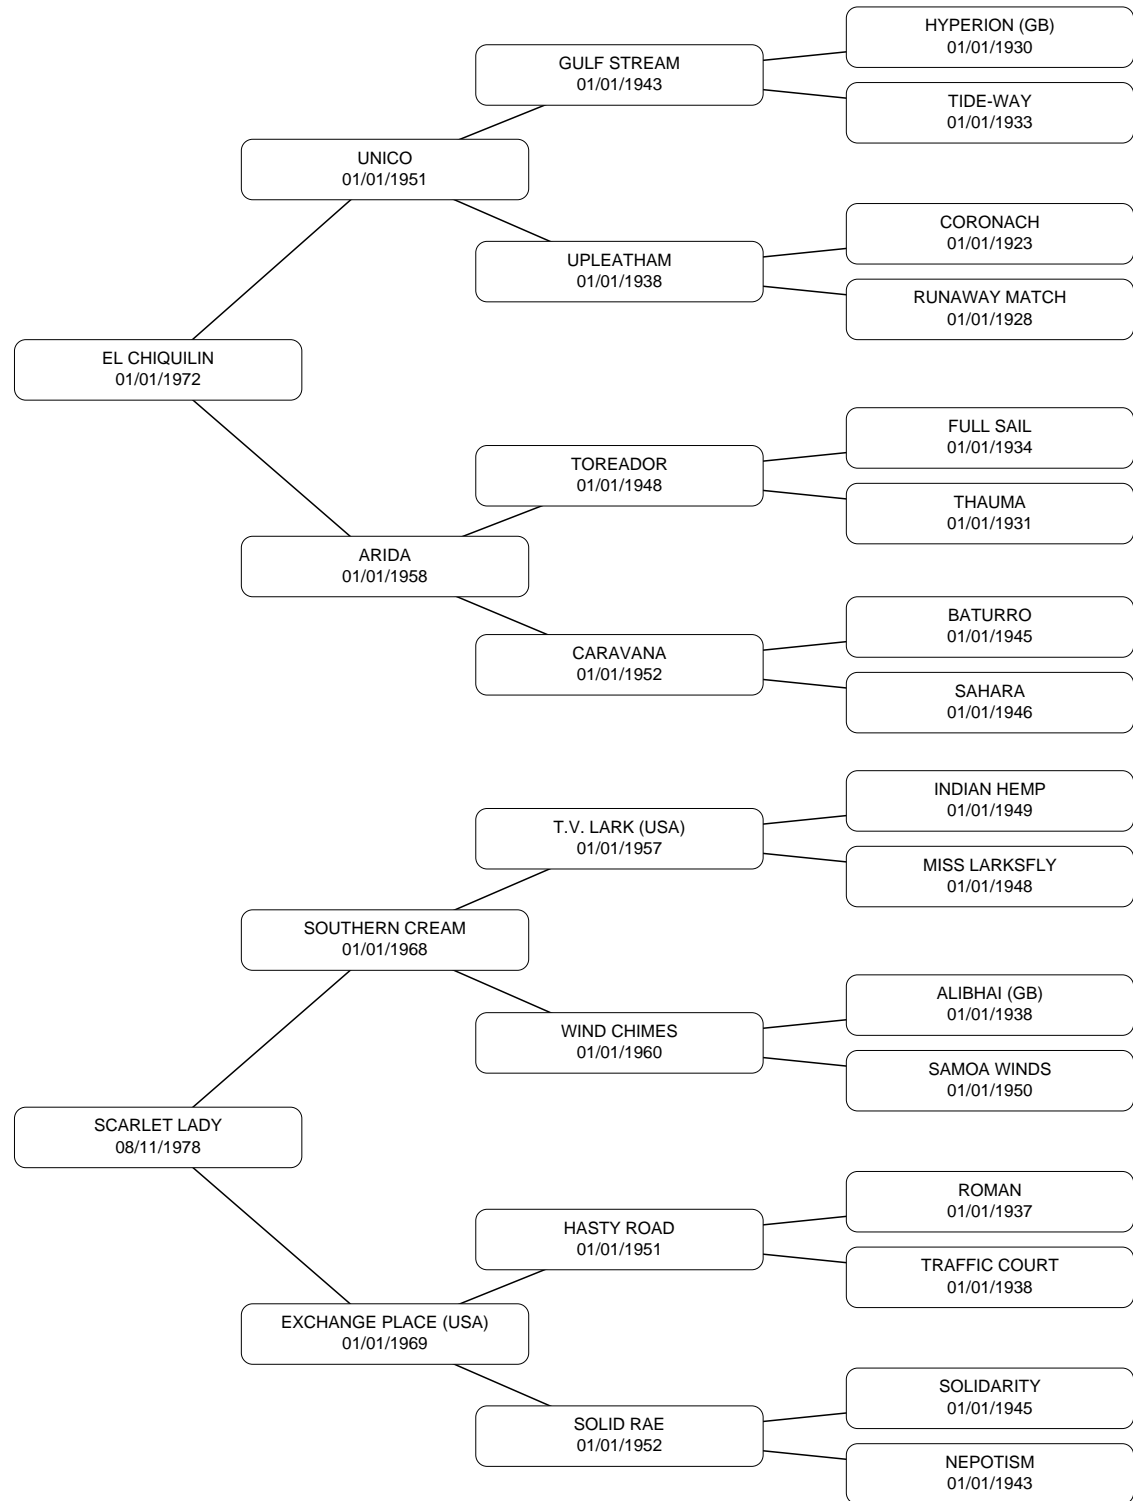 HYPERION (GB)
01/01/1930
GULF STREAM
01/01/1943
TIDE-WAY
01/01/1933
UNICO
01/01/1951
CORONACH
01/01/1923
UPLEATHAM
01/01/1938
RUNAWAY MATCH
01/01/1928
EL CHIQUILIN
01/01/1972
FULL SAIL
01/01/1934
TOREADOR
01/01/1948
THAUMA
01/01/1931
ARIDA
01/01/1958
BATURRO
01/01/1945
CARAVANA
01/01/1952
SAHARA
01/01/1946
INDIAN HEMP
01/01/1949
T.V. LARK (USA)
01/01/1957
MISS LARKSFLY
01/01/1948
SOUTHERN CREAM
01/01/1968
ALIBHAI (GB)
01/01/1938
WIND CHIMES
01/01/1960
SAMOA WINDS
01/01/1950
SCARLET LADY
08/11/1978
ROMAN
01/01/1937
HASTY ROAD
01/01/1951
TRAFFIC COURT
01/01/1938
EXCHANGE PLACE (USA)
01/01/1969
SOLIDARITY
01/01/1945
SOLID RAE
01/01/1952
NEPOTISM
01/01/1943